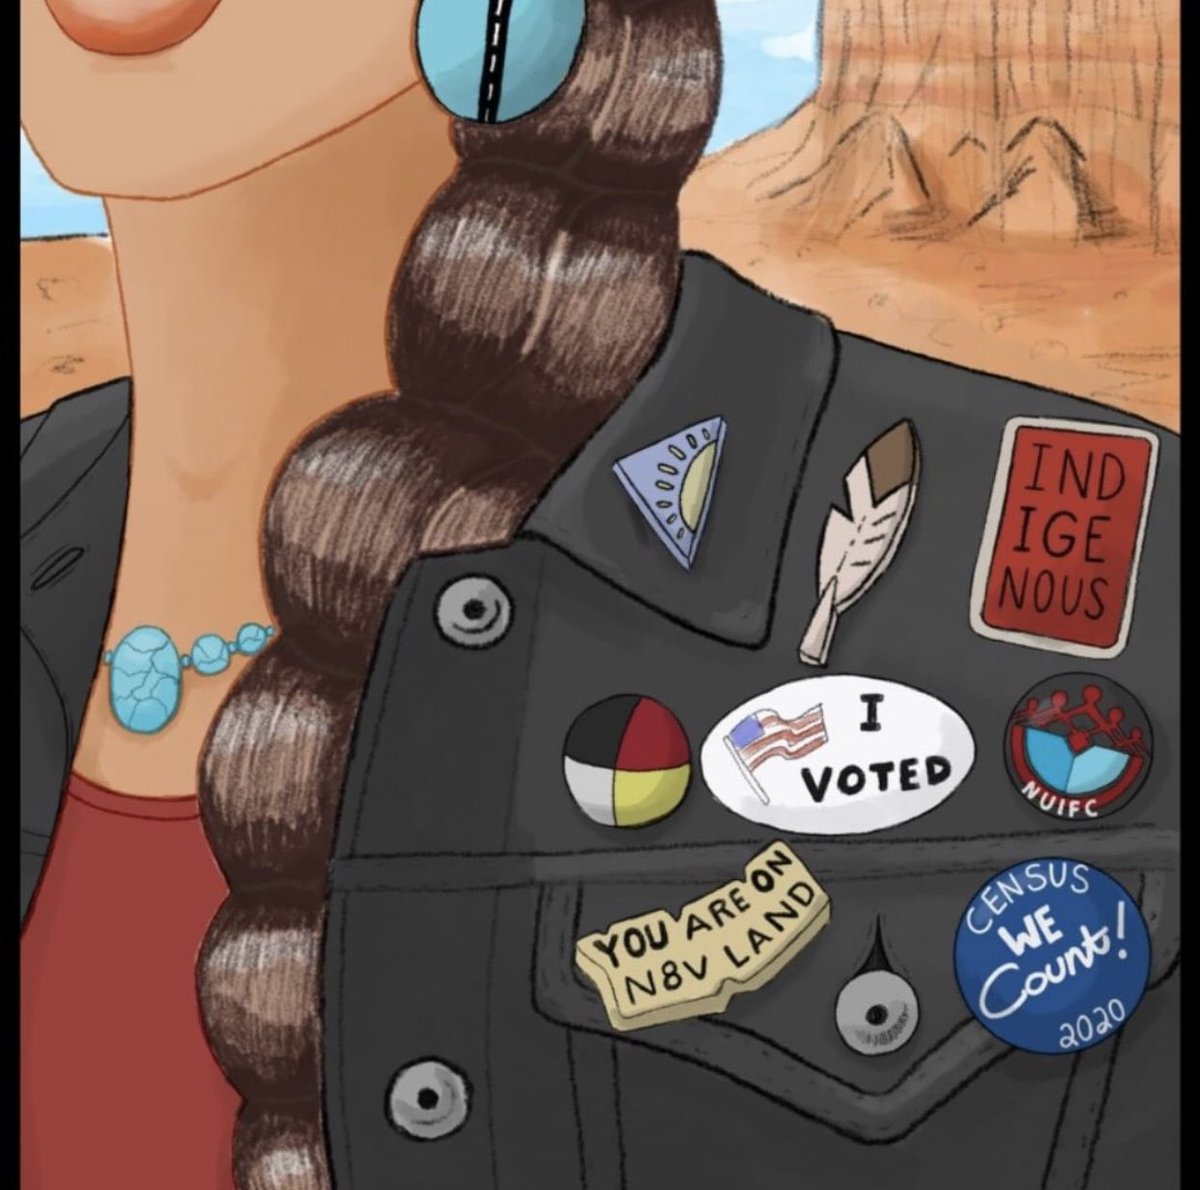 IND
IGE
NOUS
I
VOTED
NUIFC
YOU ARE ON
N8V LAND
CENSUS
WE
Count!
2020